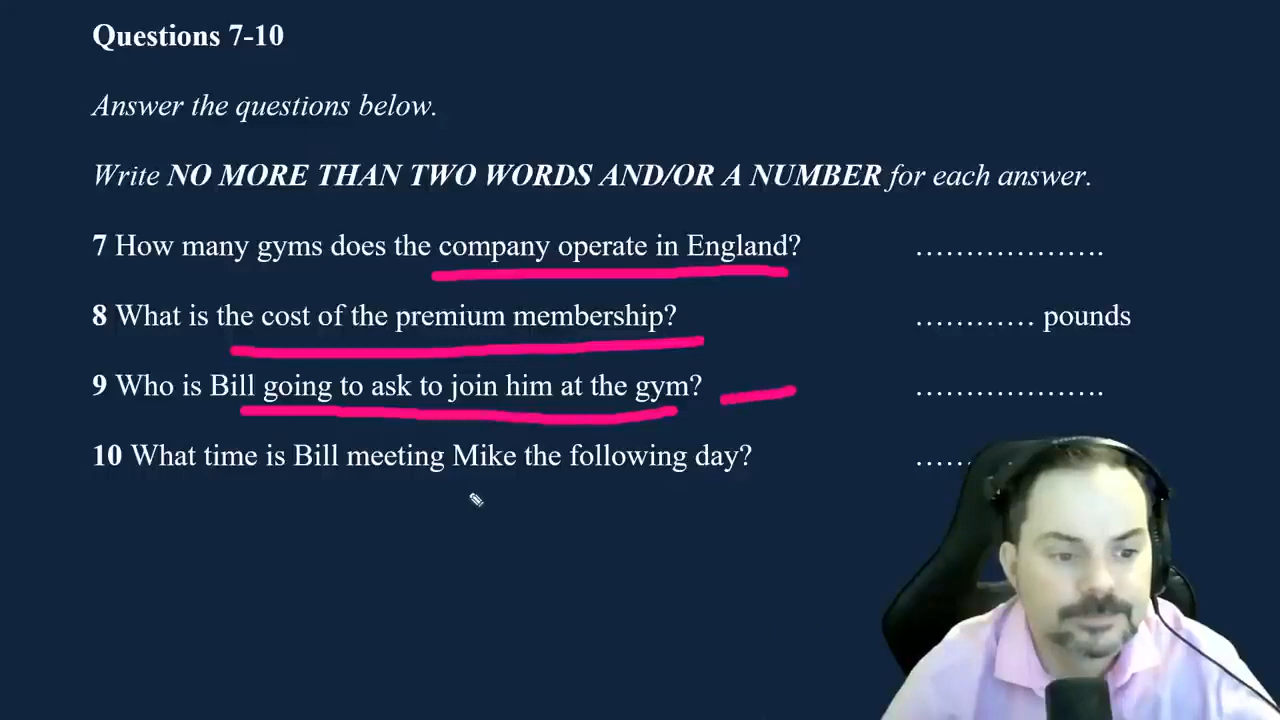 Questions 7-10
Answer the questions below.
Write NO MORE THAN TWO WORDS AND/OR A NUMBER for each answer.
7 How many gyms does the company operate in England? ………………….
8 What is the cost of the premium membership? ………… pounds
9 Who is Bill going to ask to join him at the gym? ………………….
10 What time is Bill meeting Mike the following day? ……